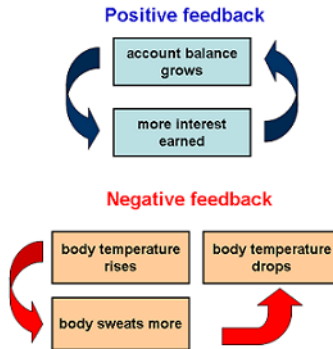 Positive feedback
account balance
grows
more interest
earned
Negative feedback
body temperature
rises
body temperature
drops
body sweats more